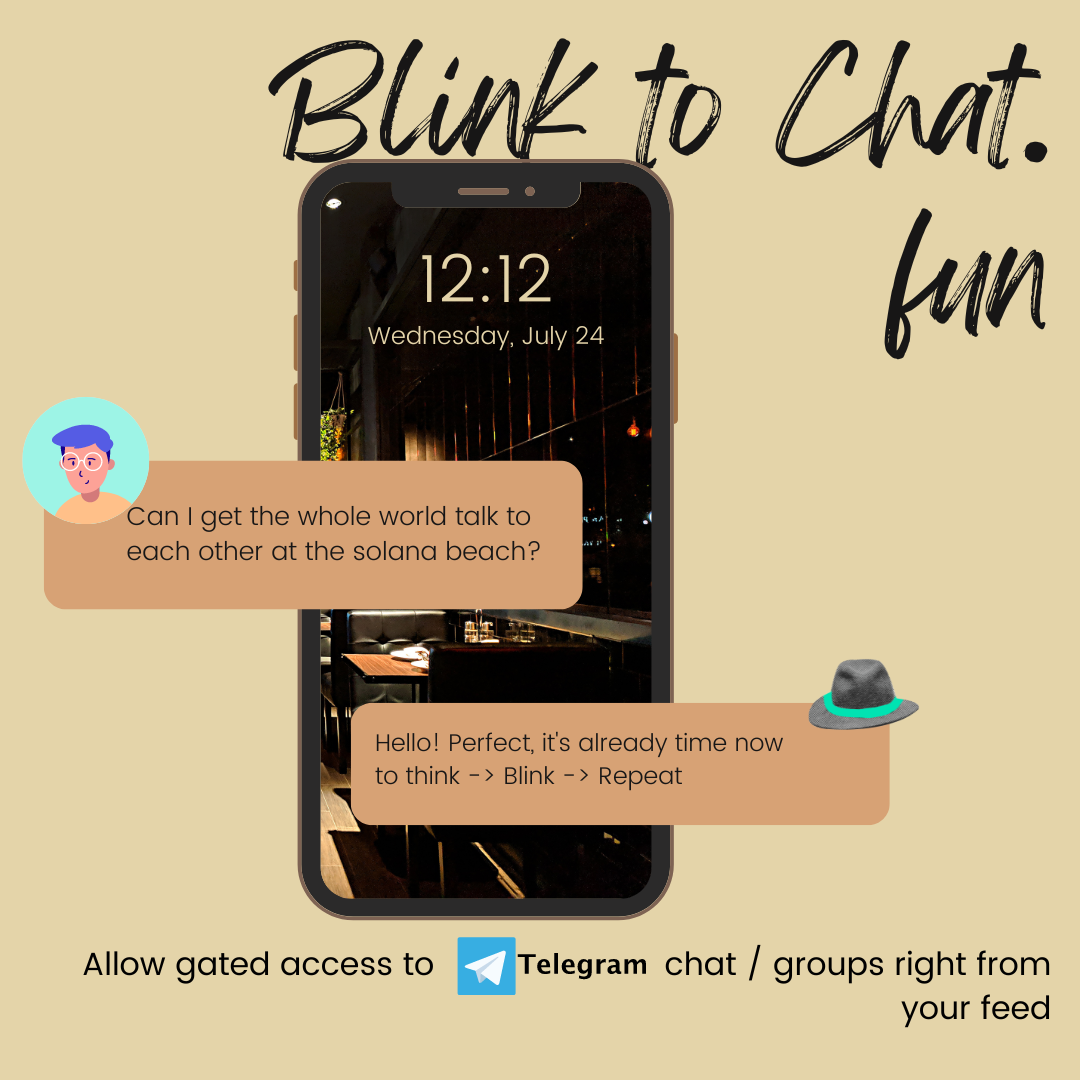 Blink to Chat.
fun
12:12
Wednesday, July 24
Can I get the whole world talk to
each other at the solana beach?
Hello! Perfect, it's already time now
to think -> Blink -> Repeat
Allow gated access to Telegram chat / groups right from
your feed